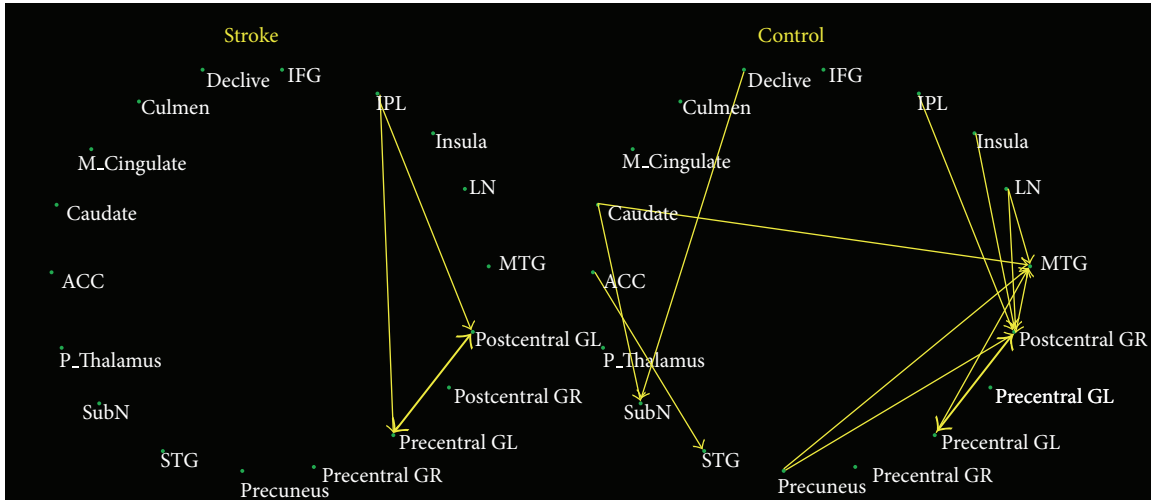 Stroke
Control
Declive
IFG
Culmen
IPL
Insula
M_Cingulate
LN
Caudate
MTG
ACC
Postcentral GL
P_Thalamus
Postcentral GR
SubN
Precentral GL
STG
Precentral GR
Precuneus
Declive
IFG
Culmen
IPL
Insula
M_Cingulate
LN
Caudate
MTG
ACC
Postcentral GR
P_Thalamus
Precentral GL
SubN
Precentral GL
STG
Precentral GR
Precuneus